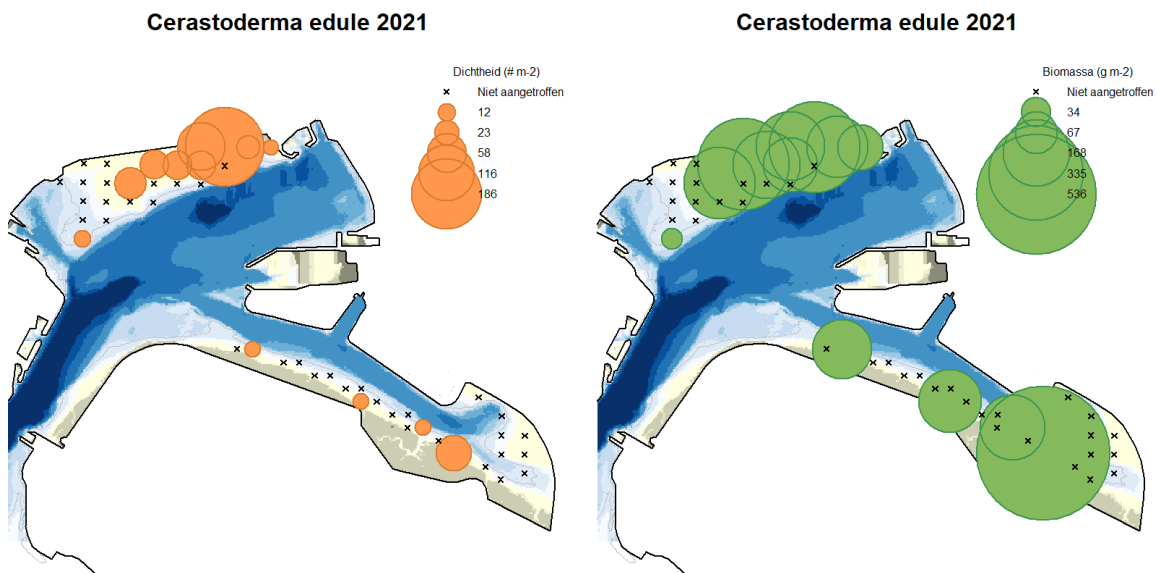 Cerastoderma edule 2021
Dichtheid (# m-2)
Niet aangetroffen
12
23
58
116
186
Cerastoderma edule 2021
Biomassa (g m-2)
Niet aangetroffen
34
67
168
335
536